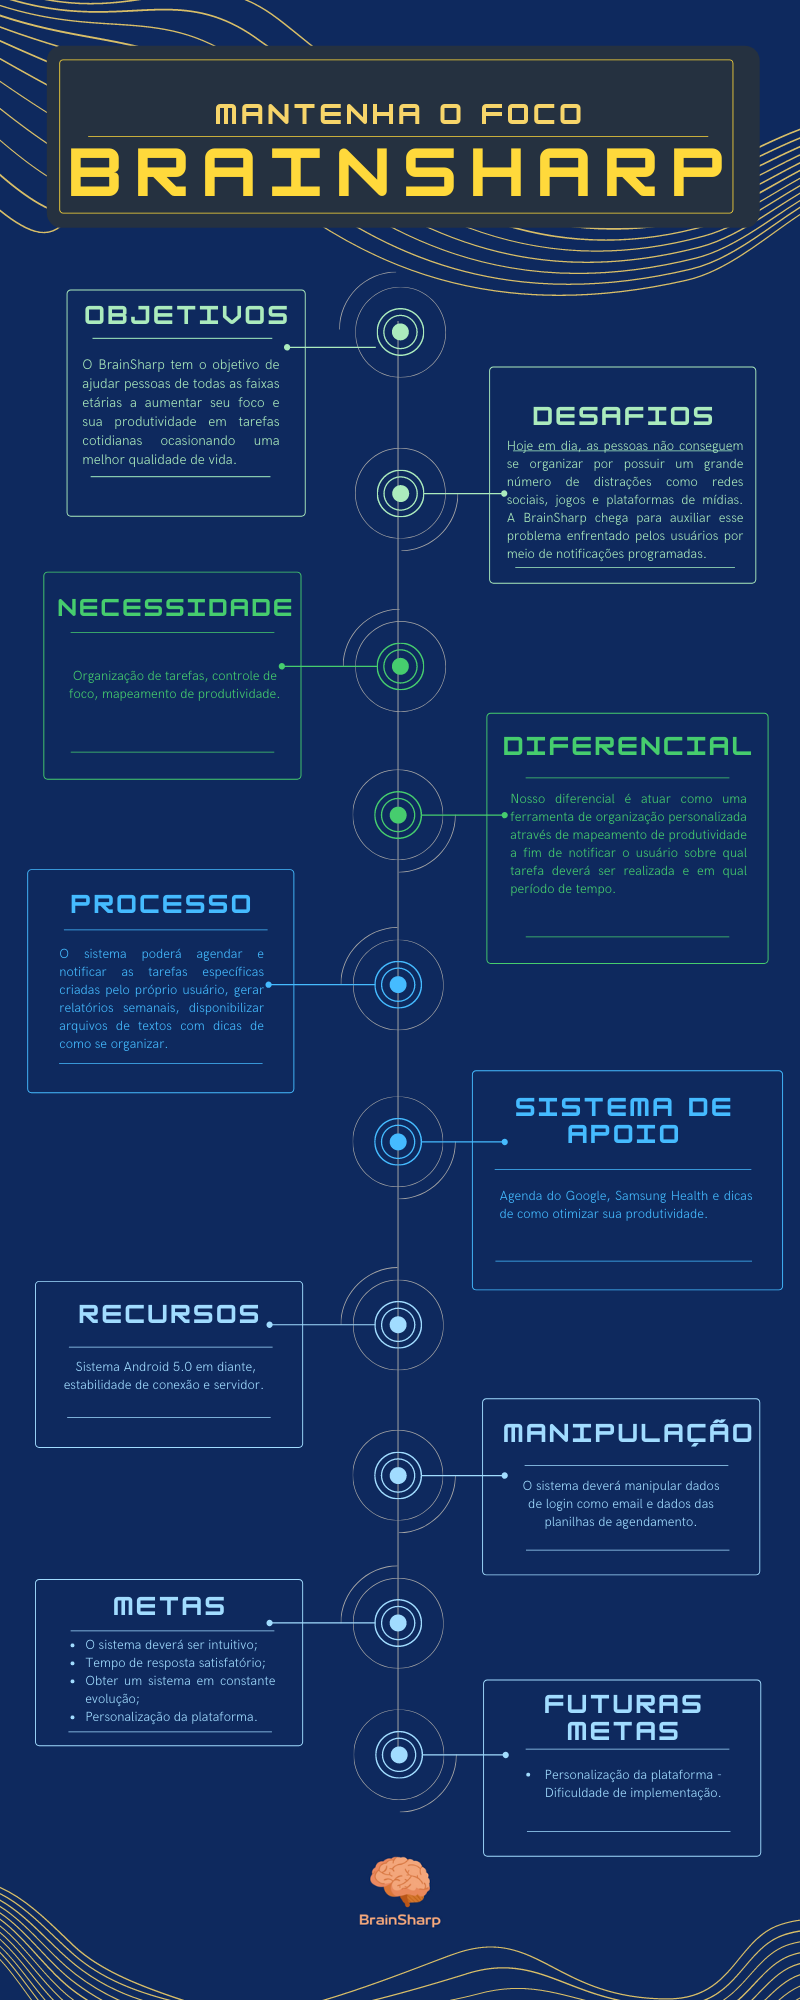 MANTENHA O FOCO
BRAINSHARP
OBJETIVOS
O BrainSharp tem o objetivo de
ajudar pessoas de todas as faixas
etárias a aumentar seu foco e
sua produtividade em tarefas
cotidianas ocasionando uma
melhor qualidade de vida.
DESAFIOS
Hoje em dia, as pessoas não conseguem
se organizar por possuir um grande
número de distrações como redes
sociais, jogos e plataformas de mídias.
A BrainSharp chega para auxiliar esse
problema enfrentado pelos usuários por
meio de notificações programadas.
NECESSIDADE
Organização de tarefas, controle de
foco, mapeamento de produtividade.
DIFERENCIAL
Nosso diferencial é atuar como uma
ferramenta de organização personalizada
através de mapeamento de produtividade
a fim de notificar o usuário sobre qual
tarefa deverá ser realizada e em qual
período de tempo.
PROCESSO
O sistema poderá agendar e
notificar as tarefas específicas
criadas pelo próprio usuário, gerar
relatórios semanais, disponibilizar
arquivos de textos com dicas de
como se organizar.
SISTEMA DE
APOIO
Agenda do Google, Samsung Health e dicas
de como otimizar sua produtividade.
RECURSOS
Sistema Android 5.0 em diante,
estabilidade de conexão e servidor.
MANIPULAÇÃO
O sistema deverá manipular dados
de login como email e dados das
planilhas de agendamento.
METAS
• O sistema deverá ser intuitivo;
• Tempo de resposta satisfatório;
• Obter um sistema em constante
evolução;
• Personalização da plataforma.
FUTURAS
METAS
• Personalização da plataforma -
Dificuldade de implementação.
BrainSharp